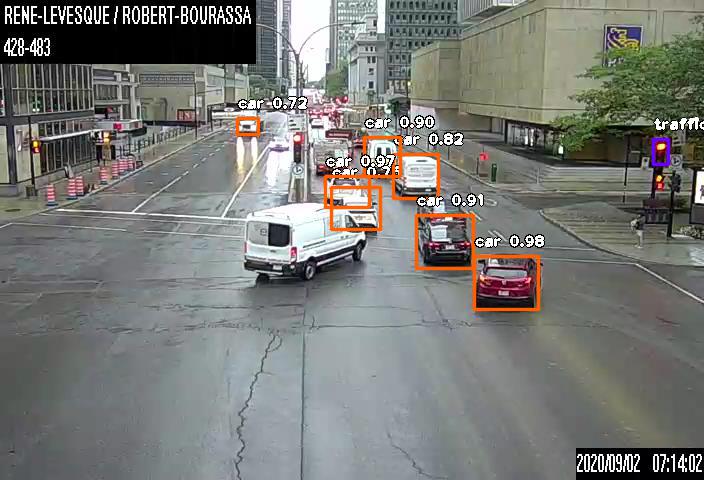 RENE-LEVESQUE / ROBERT-BOURASSA
428-483
car 0.72
car 0.90
car 0.82
car 0.97
car 0.91
car 0.98
traffic
2020/09/02 07:14:02